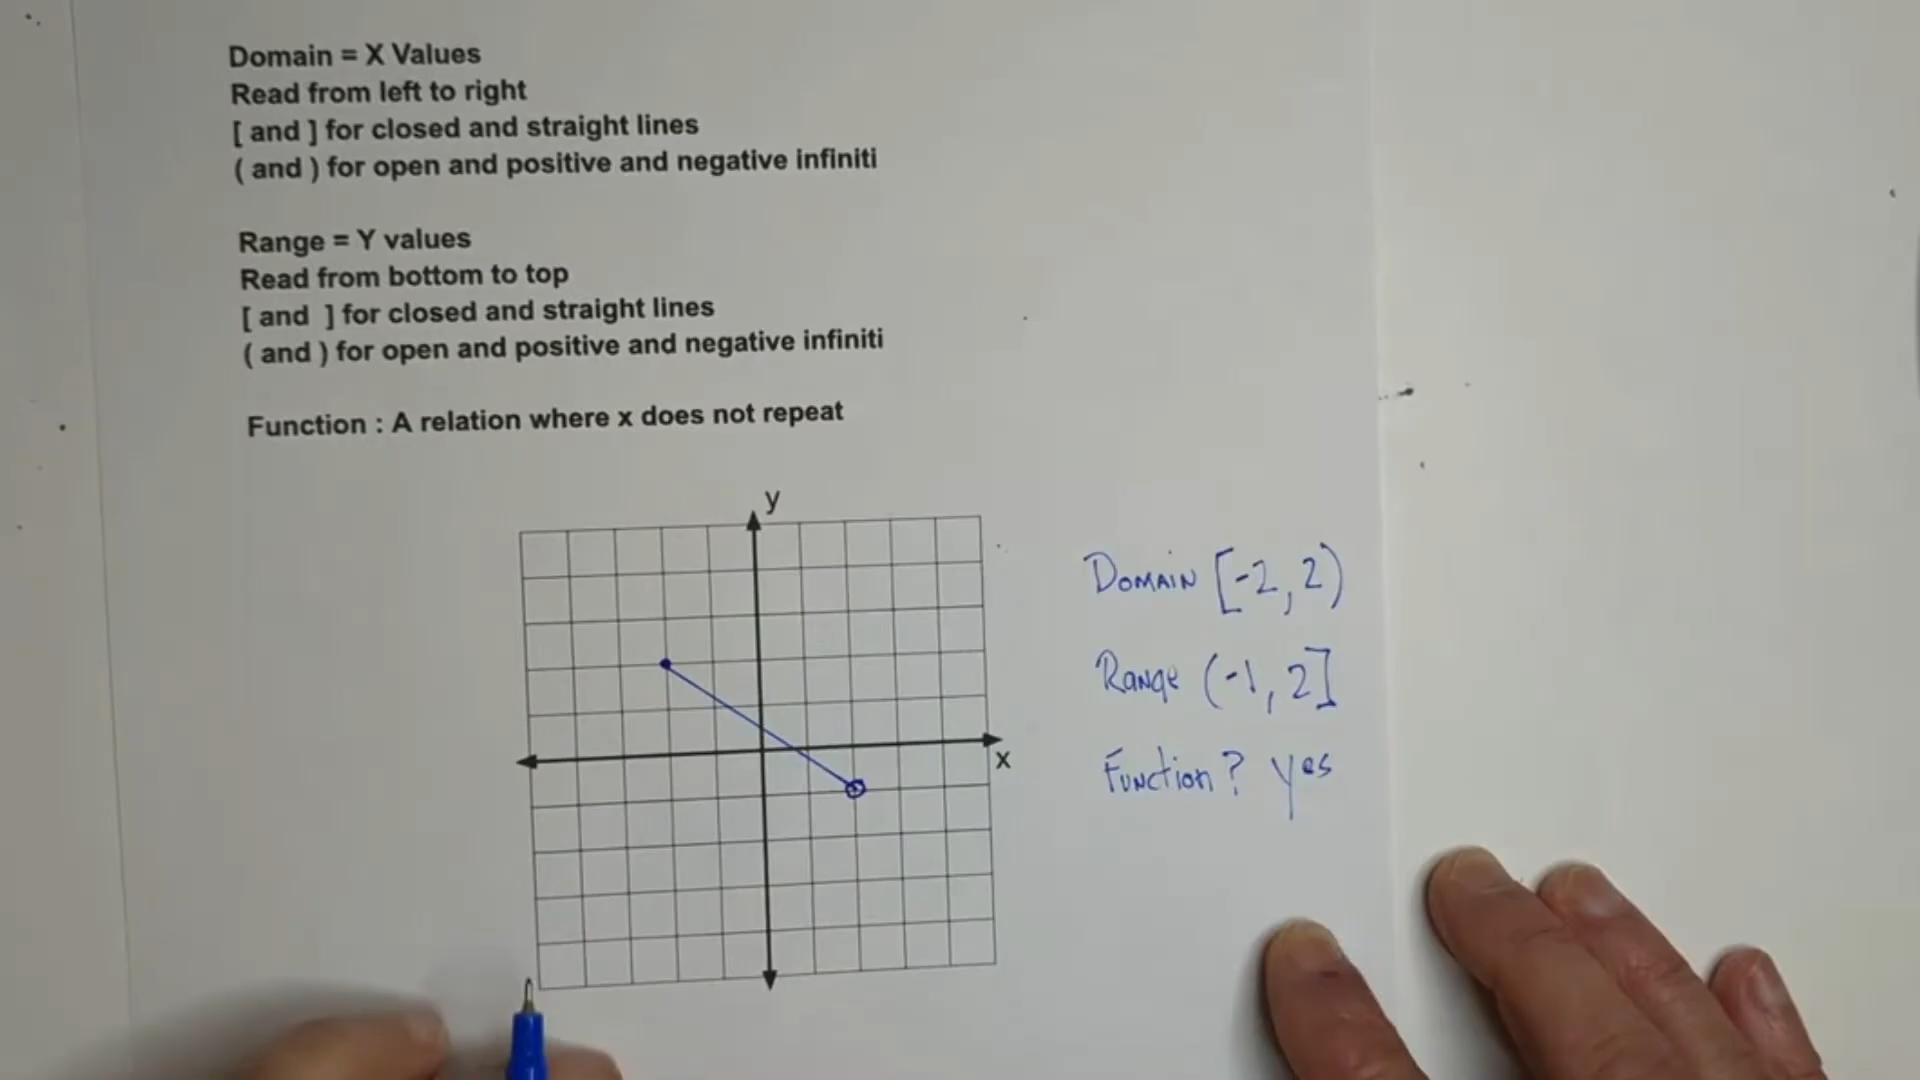 Domain = X Values
Read from left to right
[ and ] for closed and straight lines
( and ) for open and positive and negative infiniti
Range = Y values
Read from bottom to top
[ and ] for closed and straight lines
( and ) for open and positive and negative infiniti
Function : A relation where x does not repeat
y
x
Domain [-2, 2)
Range (-1, 2]
Function? yes